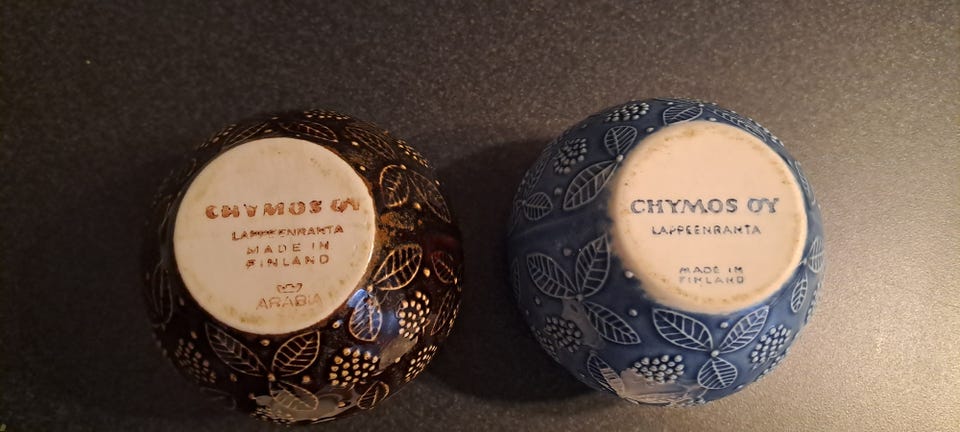 CHYMOS OY
LAPPEENRANTA
MADE IN
FINLAND
ARABIA
CHYMOS OY
LAPPEENRANTA
MADE IN
FINLAND